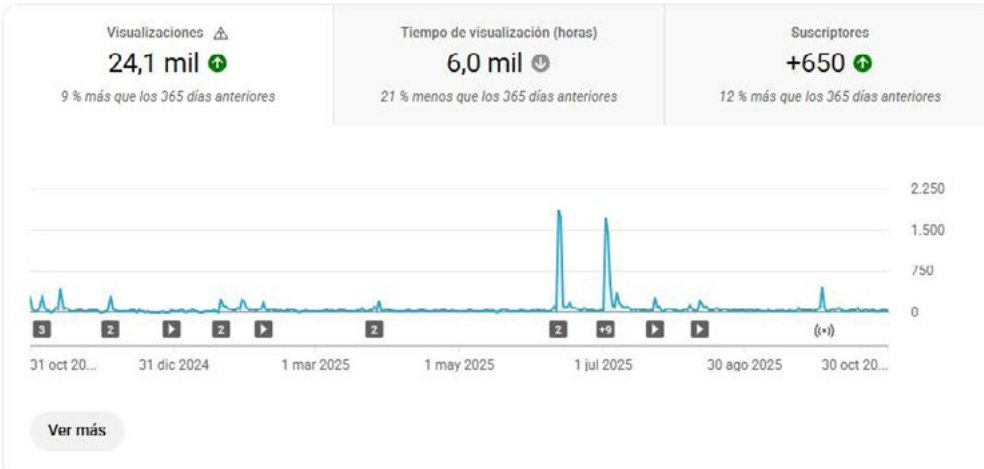 Visualizaciones
24,1 mil
9 % más que los 365 días anteriores
Tiempo de visualización (horas)
6,0 mil
21 % menos que los 365 días anteriores
Suscriptores
+650
12 % más que los 365 días anteriores
2.250
1.500
750
0
3 2 2 2 2 +9
31 oct 20... 31 dic 2024 1 mar 2025 1 may 2025 1 jul 2025 30 ago 2025 30 oct 20...
Ver más